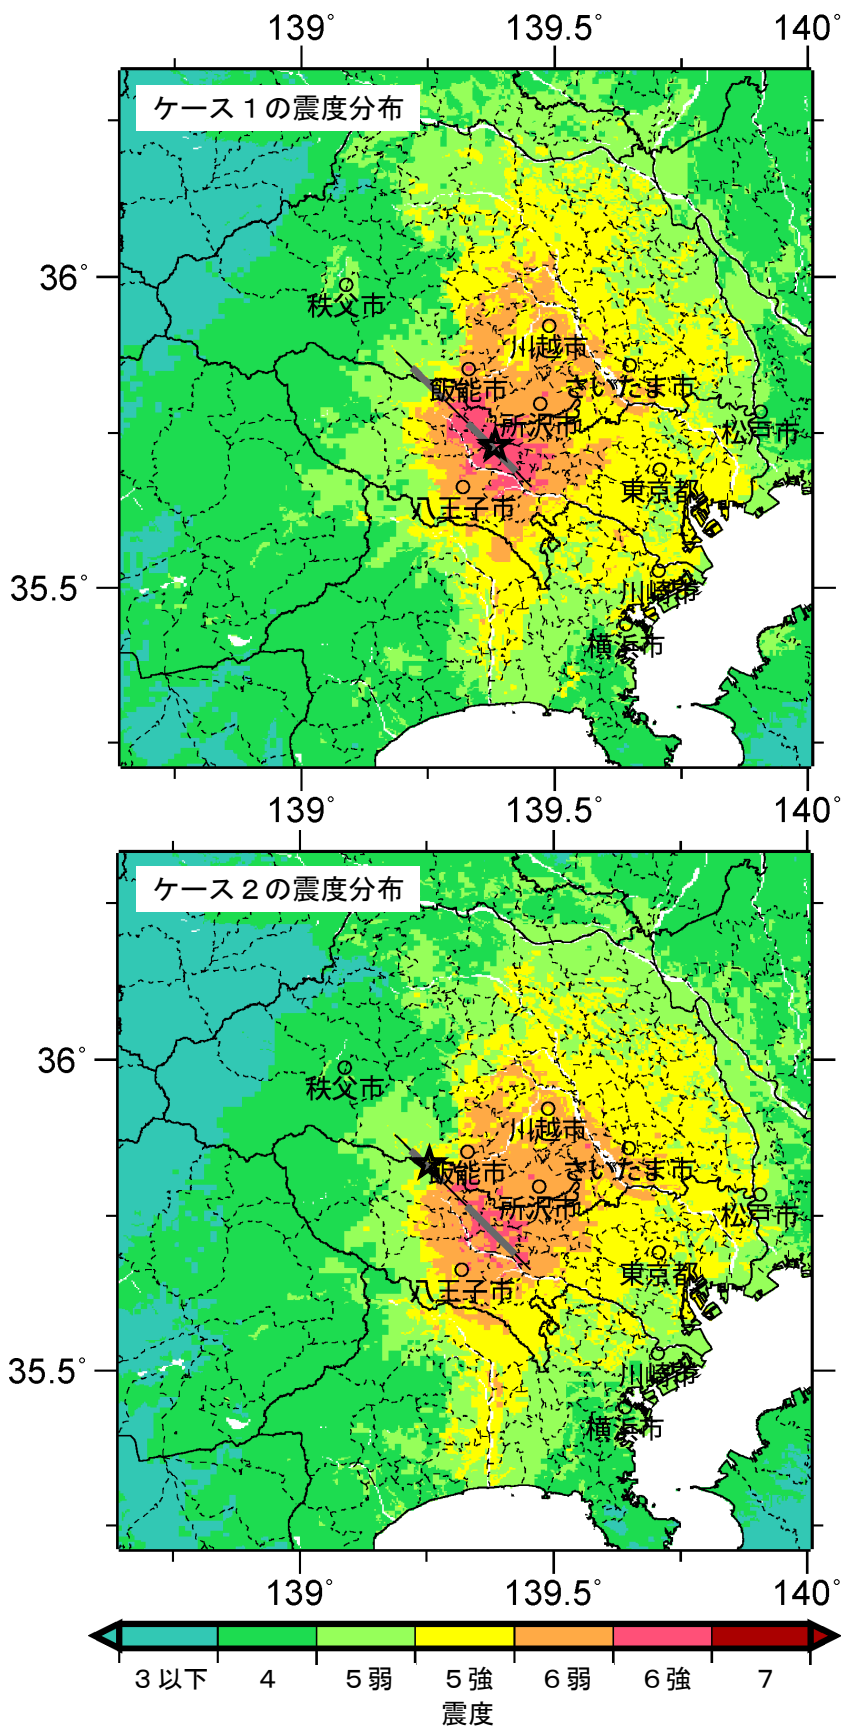 139° 139.5° 140°
ケース１の震度分布
36°
秩父市
川越市
飯能市 さいたま市
所沢市 松戸市
八王子市 東京都
35.5° 川崎市
横浜市
139° 139.5° 140°
ケース２の震度分布
36°
秩父市
川越市
飯能市 さいたま市
所沢市 松戸市
八王子市 東京都
35.5° 川崎市
横浜市
139° 139.5° 140°
３以下 ４ ５弱 ５強 ６弱 ６強 ７
震度